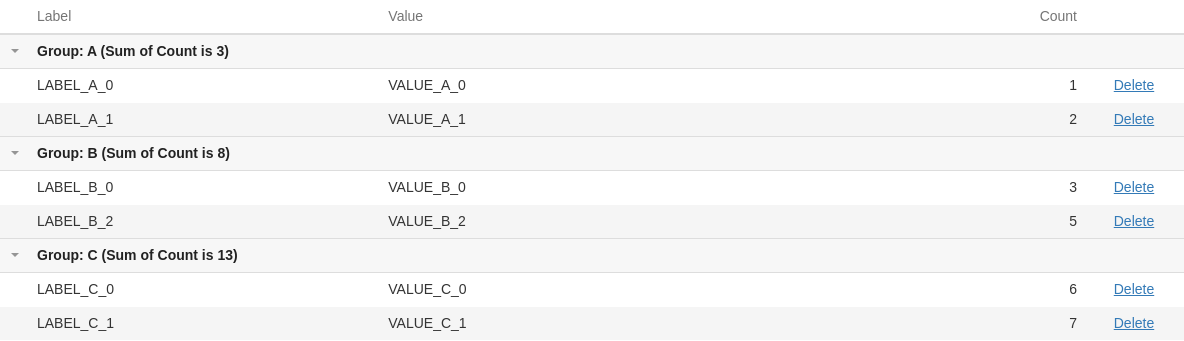 Label Value Count
Group: A (Sum of Count is 3)
LABEL_A_0 VALUE_A_0 1 Delete
LABEL_A_1 VALUE_A_1 2 Delete
Group: B (Sum of Count is 8)
LABEL_B_0 VALUE_B_0 3 Delete
LABEL_B_2 VALUE_B_2 5 Delete
Group: C (Sum of Count is 13)
LABEL_C_0 VALUE_C_0 6 Delete
LABEL_C_1 VALUE_C_1 7 Delete